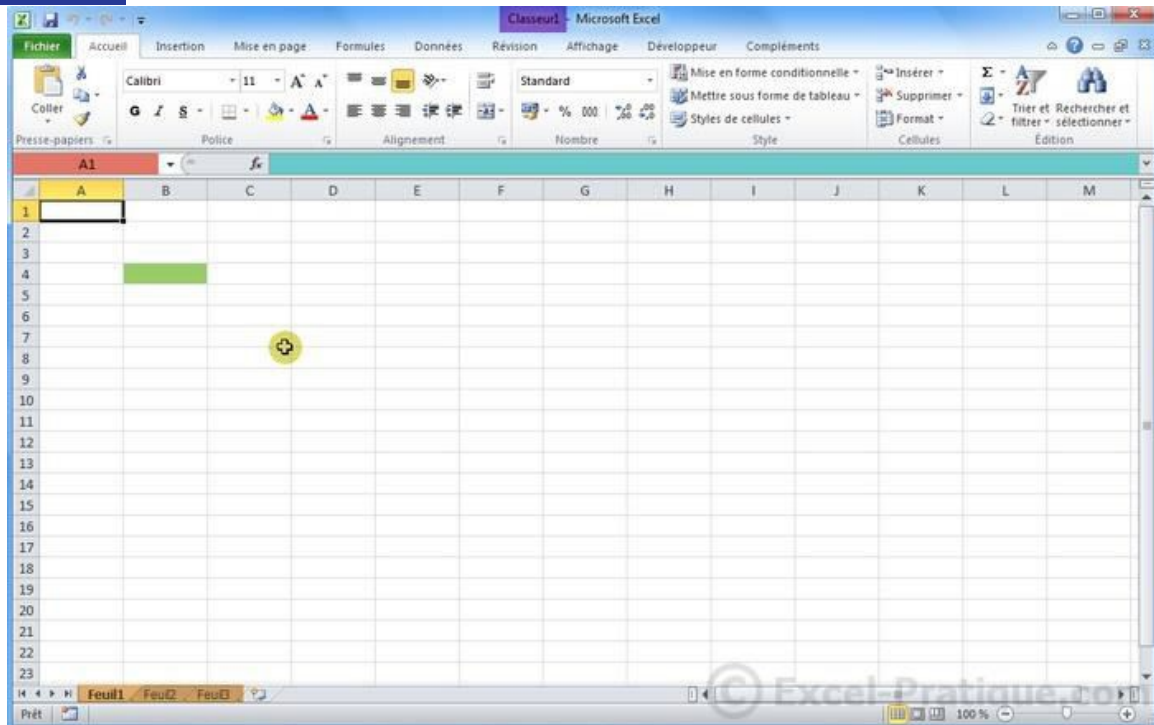 Classeur1 - Microsoft Excel
Fichier Accueil Insertion Mise en page Formules Données Révision Affichage Développeur Compléments
Coller
Calibri 11 A A
Standard
Mise en forme conditionnelle
Insérer
Σ
G I S A
% 000
Mettre sous forme de tableau
Supprimer
Trier et filtrer
Rechercher et sélectionner
Styles de cellules
Format
Presse-papiers Police Alignement Nombre Style Cellules Édition
A1 fx
A B C D E F G H I J K L M
1
2
3
4
5
6
7
8
9
10
11
12
13
14
15
16
17
18
19
20
21
22
23
Feuil1 Feuil2 Feuil3
© Excel-Pratique.com
Prêt 100 %